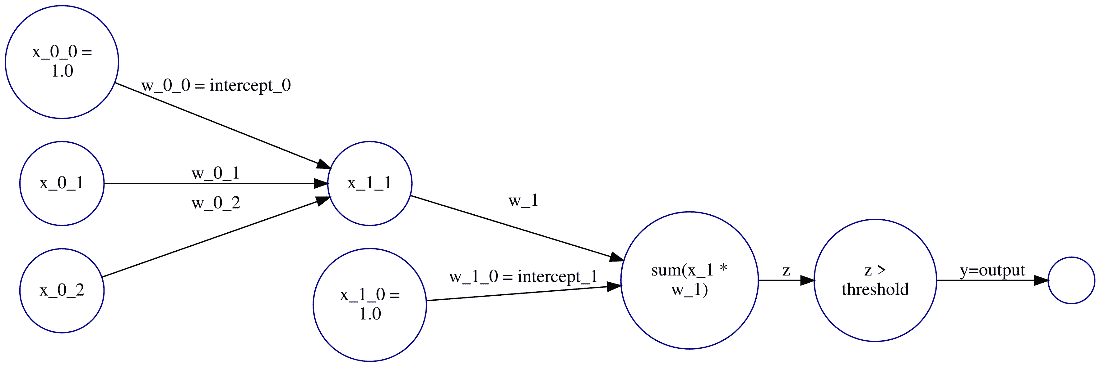 x_0_0 =
1.0
w_0_0 = intercept_0
x_0_1
w_0_1
w_0_2
x_0_2
x_1_1
w_1
x_1_0 =
1.0
w_1_0 = intercept_1
sum(x_1 *
w_1)
z
z >
threshold
y=output